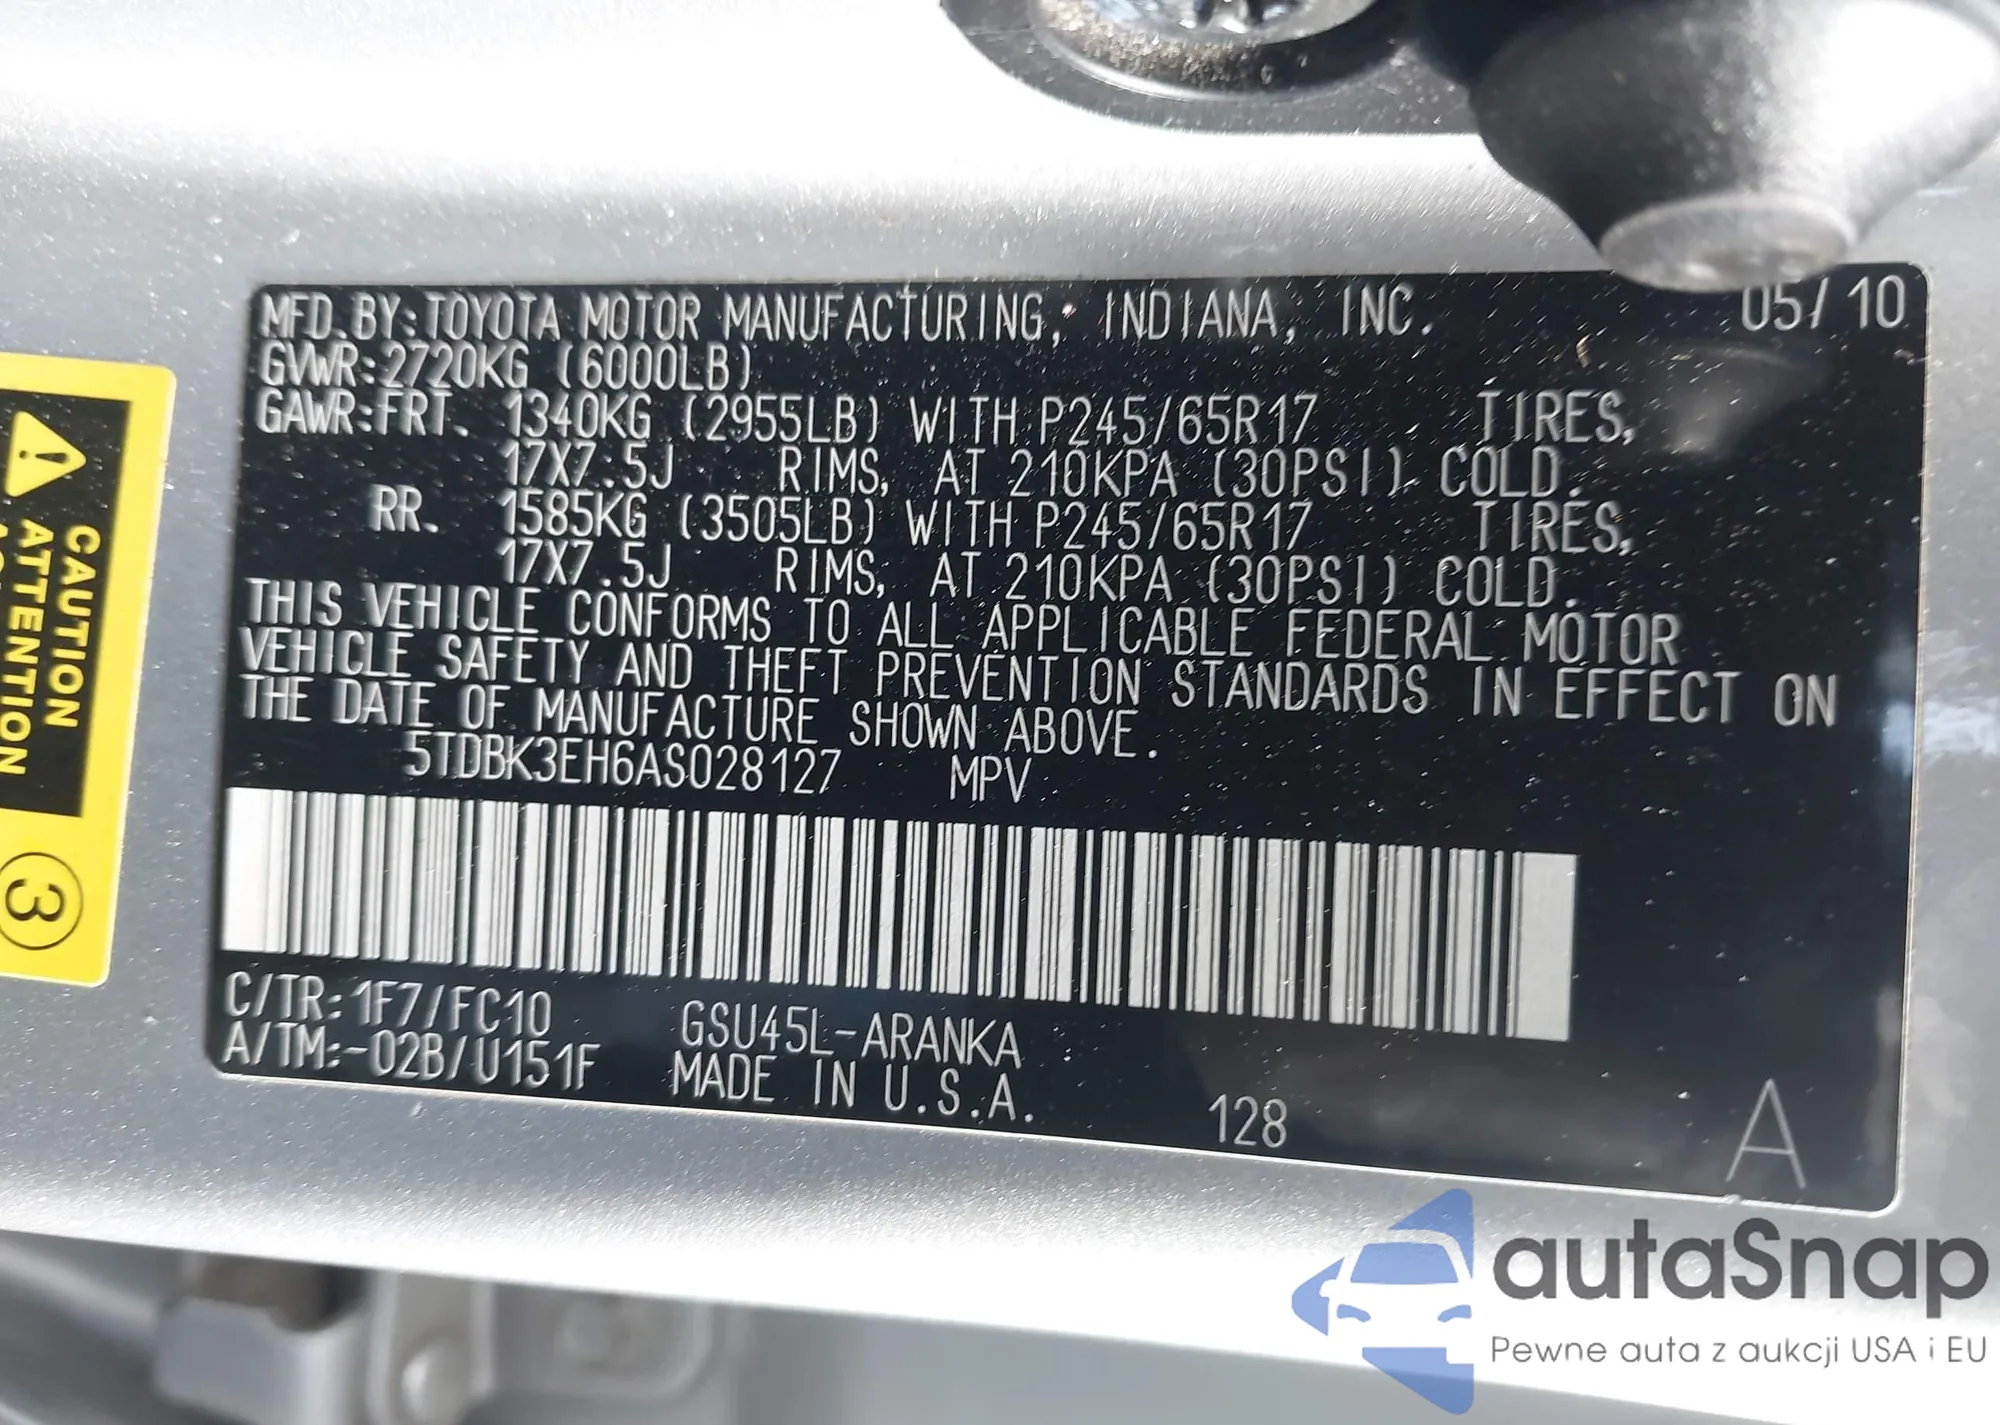 MFD. BY: TOYOTA MOTOR MANUFACTURING, INDIANA, INC. 05/10
GVWR: 2720KG (6000LB)
GAWR: FRT. 1340KG (2955LB) WITH P245/65R17 TIRES,
17X7.5J RIMS, AT 210KPA (30PSI) COLD.
RR. 1585KG (3505LB) WITH P245/65R17 TIRES,
17X7.5J RIMS, AT 210KPA (30PSI) COLD.
THIS VEHICLE CONFORMS TO ALL APPLICABLE FEDERAL MOTOR
VEHICLE SAFETY AND THEFT PREVENTION STANDARDS IN EFFECT ON
THE DATE OF MANUFACTURE SHOWN ABOVE.
5TDBK3EH6AS028127 MPV
C/TR: 1F7/FC10 GSU45L-ARANKA
A/TM:-02B/U151F MADE IN U.S.A.
128 A
CAUTION
ATTENTION
3
autaSnap
Pewne auta z aukcji USA i EU